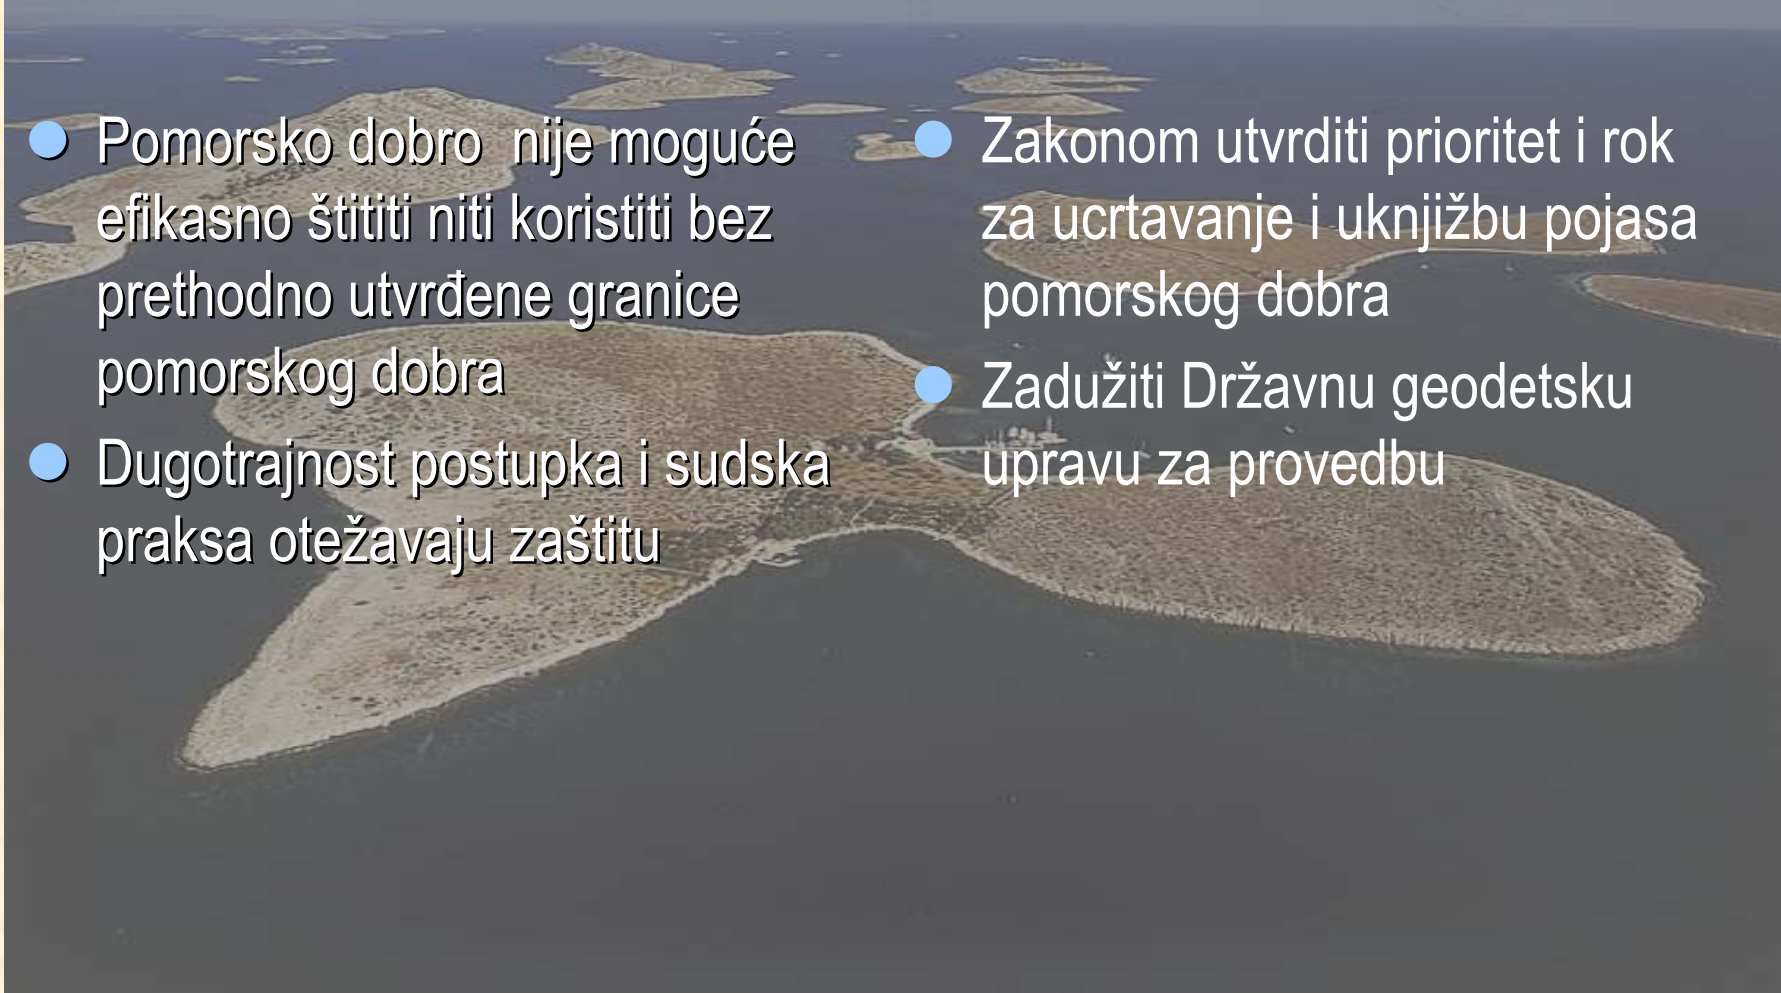 Pomorsko dobro nije moguće
efikasno štititi niti koristiti bez
prethodno utvrđene granice
pomorskog dobra
Dugotrajnost postupka i sudska
praksa otežavaju zaštitu
Zakonom utvrditi prioritet i rok
za ucrtavanje i uknjižbu pojasa
pomorskog dobra
Zadužiti Državnu geodetsku
upravu za provedbu